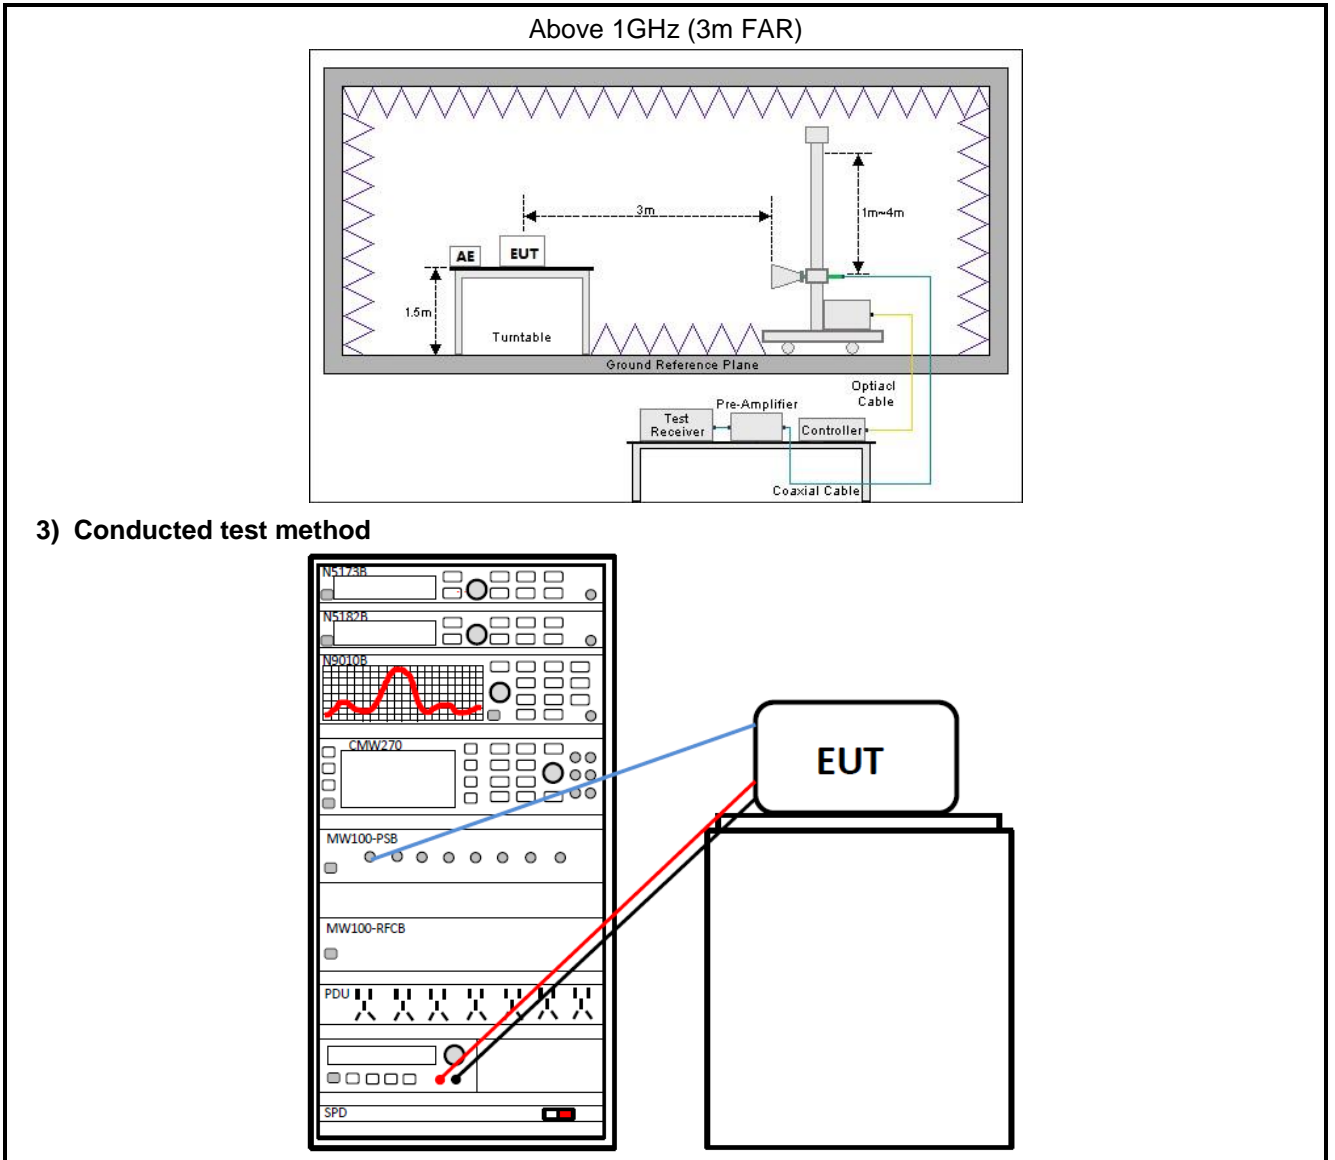 Above 1GHz (3m FAR)
3m
1m~4m
AE
EUT
1.5m
Turntable
Ground Reference Plane
Optiacl
Cable
Pre-Amplifier
Test
Receiver
Controller
Coaxial Cable
3) Conducted test method
N5173B
N5182B
N9010B
CMW270
EUT
MW100-PSB
MW100-RFCB
PDU
SPD